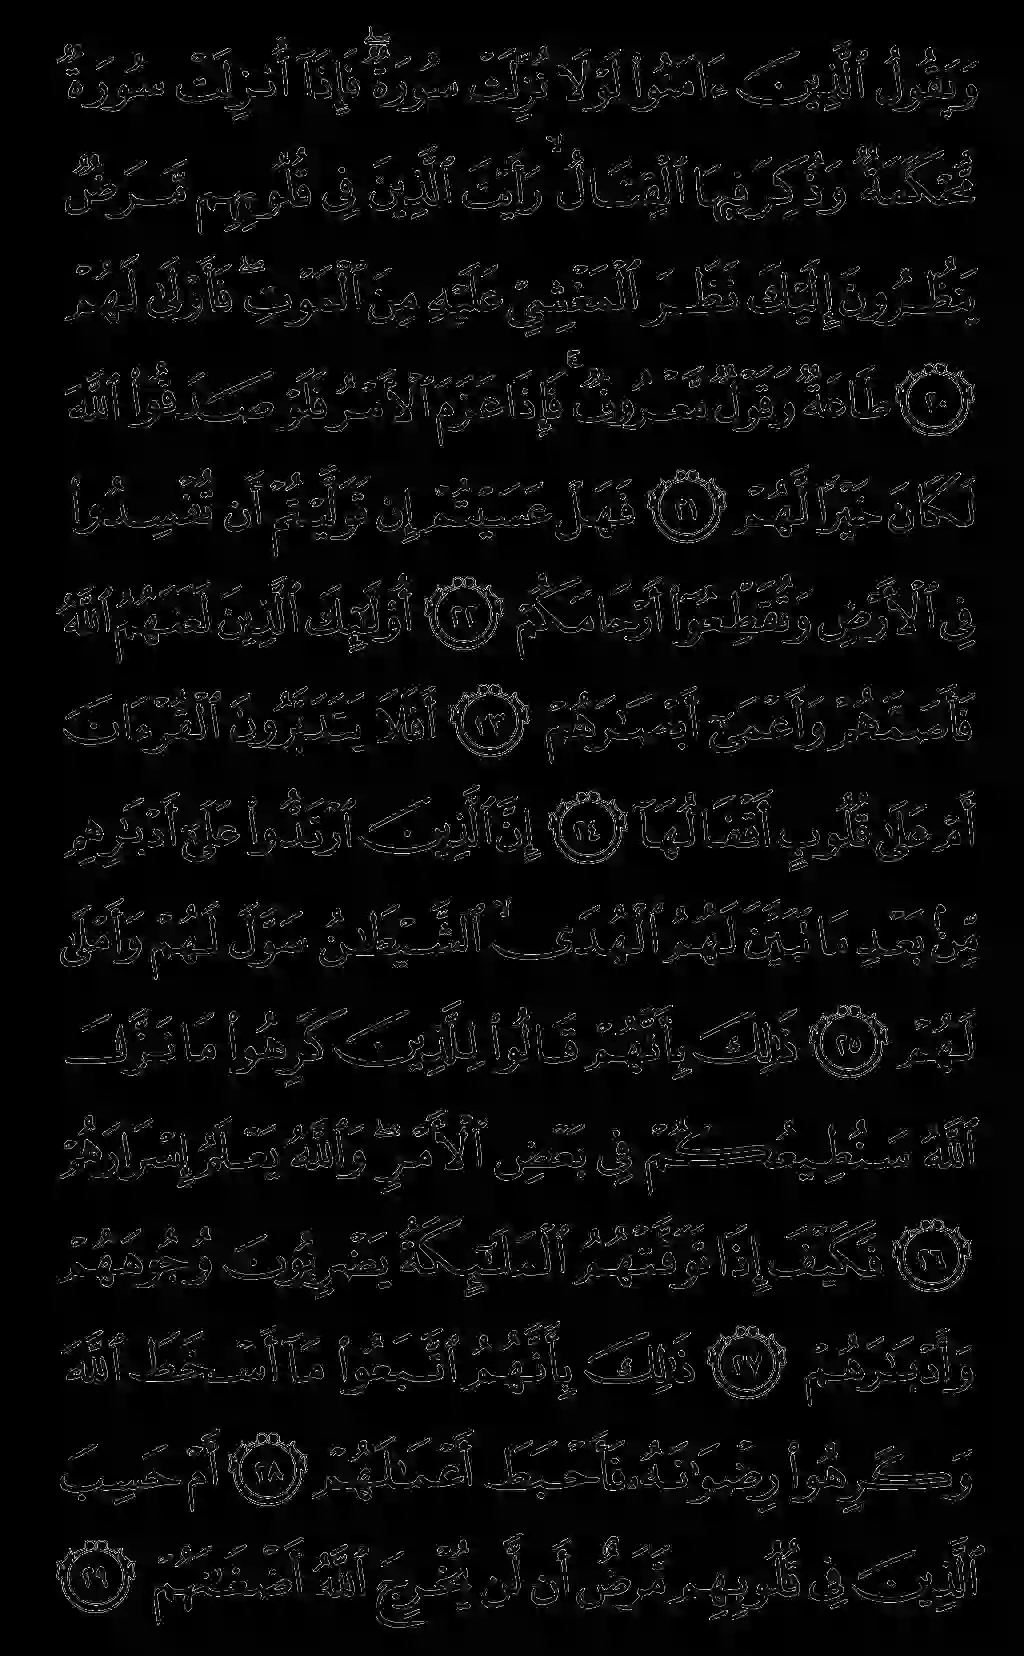 وَيَقُولُ ٱلَّذِينَ ءَامَنُوا۟ لَوْلَا نُزِّلَتْ سُورَةٌ ۖ فَإِذَآ أُنزِلَتْ سُورَةٌ
مُّحْكَمَةٌ وَذُكِرَ فِيهَا ٱلْقِتَالُ ۙ رَأَيْتَ ٱلَّذِينَ فِى قُلُوبِهِم مَّرَضٌ
يَنظُرُونَ إِلَيْكَ نَظَرَ ٱلْمَغْشِىِّ عَلَيْهِ مِنَ ٱلْمَوْتِ ۖ فَأَوْلَىٰ لَهُمْ
٢٠ طَاعَةٌ وَقَوْلٌ مَّعْرُوفٌ ۚ فَإِذَا عَزَمَ ٱلْأَمْرُ فَلَوْ صَدَقُوا۟ ٱللَّهَ
لَكَانَ خَيْرًا لَّهُمْ ٢١ فَهَلْ عَسَيْتُمْ إِن تَوَلَّيْتُمْ أَن تُفْسِدُوا۟
فِى ٱلْأَرْضِ وَتُقَطِّعُوٓا۟ أَرْحَامَكُمْ ٢٢ أُو۟لَـٰٓئِكَ ٱلَّذِينَ لَعَنَهُمُ ٱللَّهُ
فَأَصَمَّهُمْ وَأَعْمَىٰٓ أَبْصَـٰرَهُمْ ٢٣ أَفَلَا يَتَدَبَّرُونَ ٱلْقُرْءَانَ
أَمْ عَلَىٰ قُلُوبٍ أَقْفَالُهَآ ٢٤ إِنَّ ٱلَّذِينَ ٱرْتَدُّوا۟ عَلَىٰٓ أَدْبَـٰرِهِم
مِّنۢ بَعْدِ مَا تَبَيَّنَ لَهُمُ ٱلْهُدَى ۙ ٱلشَّيْطَـٰنُ سَوَّلَ لَهُمْ وَأَمْلَىٰ
لَهُمْ ٢٥ ذَٰلِكَ بِأَنَّهُمْ قَالُوا۟ لِلَّذِينَ كَرِهُوا۟ مَا نَزَّلَ
ٱللَّهُ سَنُطِيعُكُمْ فِى بَعْضِ ٱلْأَمْرِ ۖ وَٱللَّهُ يَعْلَمُ إِسْرَارَهُمْ
٢٦ فَكَيْفَ إِذَا تَوَفَّتْهُمُ ٱلْمَلَـٰٓئِكَةُ يَضْرِبُونَ وُجُوهَهُمْ
وَأَدْبَـٰرَهُمْ ٢٧ ذَٰلِكَ بِأَنَّهُمُ ٱتَّبَعُوا۟ مَآ أَسْخَطَ ٱللَّهَ
وَكَرِهُوا۟ رِضْوَٰنَهُۥ فَأَحْبَطَ أَعْمَـٰلَهُمْ ٢٨ أَمْ حَسِبَ
ٱلَّذِينَ فِى قُلُوبِهِم مَّرَضٌ أَن لَّن يُخْرِجَ ٱللَّهُ أَضْغَـٰنَهُمْ ٢٩